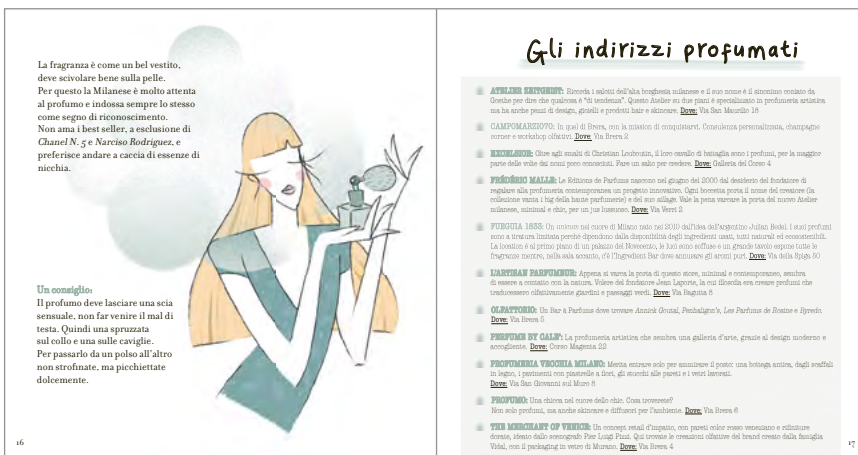 La fragranza è come un bel vestito,
deve scivolare bene sulla pelle.
Per questo la Milanese è molto attenta
al profumo e indossa sempre lo stesso
come segno di riconoscimento.
Non ama i best seller, a esclusione di
Chanel N. 5 e Narciso Rodriguez, e
preferisce andare a caccia di essenze di
nicchia.
Un consiglio:
Il profumo deve lasciare una scia
sensuale, non far venire il mal di
testa. Quindi una spruzzata
sul collo e una sulle caviglie.
Per passarlo da un polso all'altro
non strofinate, ma picchiettate
dolcemente.
16
Gli indirizzi profumati
ATELIER ZEITGEIST: Ricorda i salotti dell'alta borghesia milanese e il suo nome è il sinonimo coniato da
Goethe per dire che qualcosa è "di tendenza". Questo Atelier su due piani è specializzato in profumeria artistica
ma ha anche pezzi di design, gioielli e prodotti hair e skincare. Dove: Via San Maurilio 18
CAMPOMARZIO70: In quel di Brera, con la mission di conquistarvi. Consulenza personalizzata, champagne
corner e workshop olfattivi. Dove: Via Brera 2
EXCELSIOR: Oltre agli smalti di Christian Louboutin, il loro cavallo di battaglia sono i profumi, per la maggior
parte delle volte dai nomi poco conosciuti. Fare un salto per credere. Dove: Galleria del Corso 4
FRÉDÉRIC MALLE: Le Editions de Parfums nascono nel giugno del 2000 dal desiderio del fondatore di
regalare alla profumeria contemporanea un progetto innovativo. Ogni boccetta porta il nome del creatore (la
collezione vanta i big della haute parfumerie) e del suo sillage. Vale la pena varcare la porta del nuovo Atelier
milanese, minimal e chic, per un jus lussuoso. Dove: Via Verri 2
FUEGUIA 1833: Un unicum nel cuore di Milano nato nel 2010 dall'idea dell'argentino Julian Bedel. I suoi profumi
sono a tiratura limitata perché dipendono dalla disponibilità degli ingredienti usati, tutti naturali ed ecosostenibili.
La location è al primo piano di un palazzo del Novecento, le luci sono soffuse e un grande tavolo espone tutte le
fragranze mentre, nella sala accanto, c'è l'Ingredient Bar dove annusare gli aromi puri. Dove: Via della Spiga 50
L'ARTISAN PARFUMEUR: Appena si varca la porta di questo store, minimal e contemporaneo, sembra
di essere a contatto con la natura. Volere del fondatore Jean Laporte, la cui filosofia era creare profumi che
traducessero olfattivamente giardini e paesaggi verdi. Dove: Via Bagutta 8
OLFATTORIO: Un Bar à Parfums dove trovare Annick Goutal, Penhaligon's, Les Parfums de Rosine e Byredo.
Dove: Via Brera 5
PERFUME BY CALÈ: La profumeria artistica che sembra una galleria d'arte, grazie al design moderno e
accogliente. Dove: Corso Magenta 22
PROFUMERIA VECCHIA MILANO: Merita entrare solo per ammirare il posto: una bottega antica, dagli scaffali
in legno, i pavimenti con piastrelle a fiori, gli stucchi alle pareti e i vetri lavorati.
Dove: Via San Giovanni sul Muro 8
PROFUMO: Una chicca nel cuore dello chic. Cosa troverete?
Non solo profumi, ma anche skincare e diffusori per l'ambiente. Dove: Via Brera 6
THE MERCHANT OF VENICE: Un concept retail d'impatto, con pareti color rosso veneziano e rifiniture
dorate, ideato dallo scenografo Pier Luigi Pizzi. Qui trovate le creazioni olfattive del brand creato dalla famiglia
Vidal, con il packaging in vetro di Murano. Dove: Via Brera 4
17